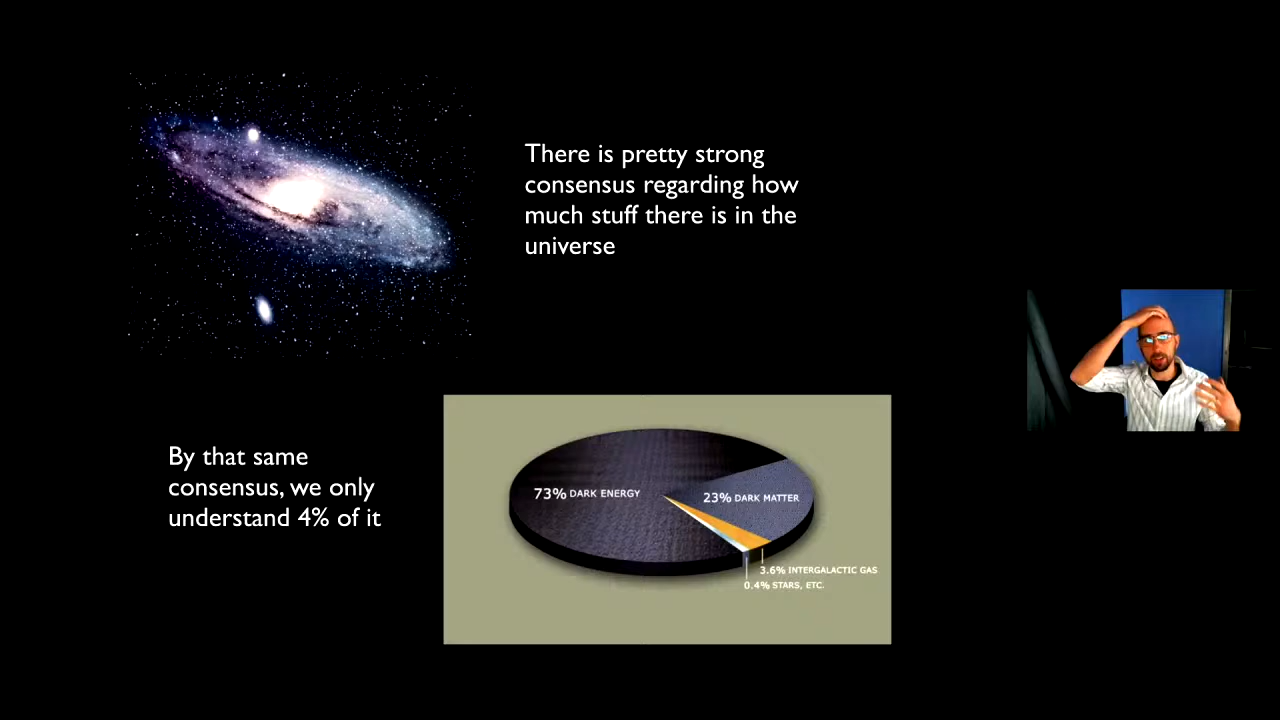 There is pretty strong
consensus regarding how
much stuff there is in the
universe
By that same
consensus, we only
understand 4% of it
73% DARK ENERGY
23% DARK MATTER
3.6% INTERGALACTIC GAS
0.4% STARS, ETC.